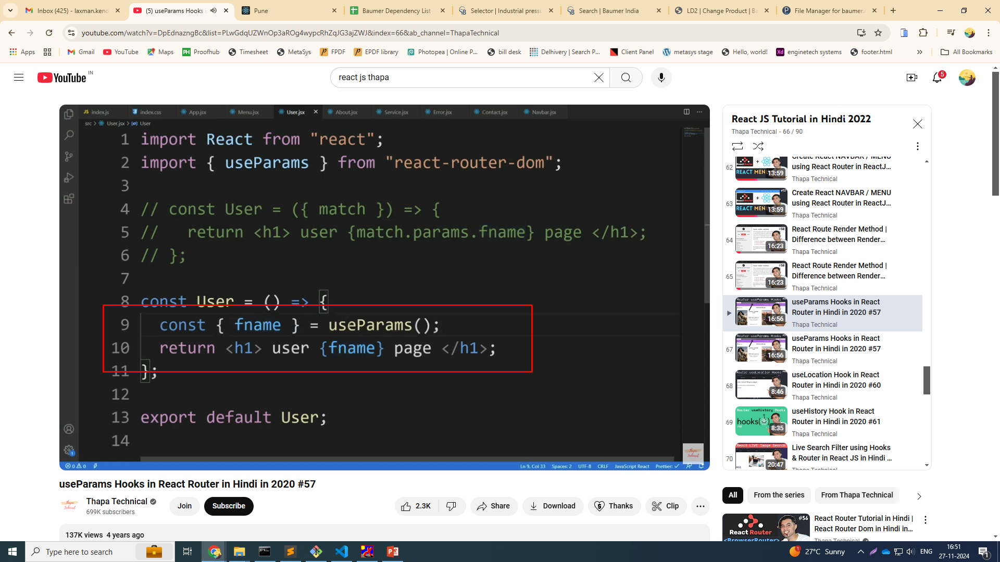 Inbox (425) - laxman.kend
(5) useParams Hooks i
Pune
Baumer Dependency List
Selector | Industrial pressu
Search | Baumer India
LD2 | Change Product | Ba
File Manager for baumer.
youtube.com/watch?v=DpEdnazngBc&list=PLwGdqUZWnOp3aROg4wypcRhZqJG3ajZWJ&index=66&ab_channel=ThapaTechnical
Apps
Gmail
YouTube
Maps
Proofhub
Timesheet
MetaSys
FPDF
EPDF library
Photopea | Online P...
bill desk
Delhivery | Search P...
Client Panel
metasys stage
Hello, world!
enginetech systems
footer.html
All Bookmarks
YouTube IN
react js thapa
5
index.js
index.css
App.jsx
Menu.jsx
User.jsx
About.jsx
Service.jsx
Error.jsx
Contact.jsx
Navbar.jsx
src > User.jsx > User
1 import React from "react";
2 import { useParams } from "react-router-dom";
3
4 // const User = ({ match }) => {
5 //   return <h1> user {match.params.fname} page </h1>;
6 // };
7
8 const User = () => {
9   const { fname } = useParams();
10   return <h1> user {fname} page </h1>;
11 };
12
13 export default User;
14
0 0
Ln 9, Col 33
Spaces: 2
UTF-8
CRLF
JavaScript React
Prettier: ✓
useParams Hooks in React Router in Hindi in 2020 #57
Thapa Technical
699K subscribers
Join
Subscribe
2.3K
Share
Download
Thanks
Clip
137K views 4 years ago
React JS Tutorial in Hindi 2022
Thapa Technical - 66 / 90
62
13:59
Create React NAVBAR / MENU
using React Router in ReactJ...
Thapa Technical
63
13:59
Create React NAVBAR / MENU
using React Router in ReactJ...
Thapa Technical
64
16:23
React Route Render Method |
Difference between Render...
Thapa Technical
65
16:23
React Route Render Method |
Difference between Render...
Thapa Technical
16:56
useParams Hooks in React
Router in Hindi in 2020 #57
Thapa Technical
67
16:56
useParams Hooks in React
Router in Hindi in 2020 #57
Thapa Technical
68
8:46
useLocation Hook in React
Router in Hindi in 2020 #60
Thapa Technical
69
hooks()
8:35
useHistory Hook in React
Router in Hindi in 2020 #61
Thapa Technical
70
20:47
Live Search Filter using Hooks
& Router in React JS in Hindi ...
Thapa Technical
All
From the series
From Thapa Technical
#56
React Router
<BrowserRouter>
React Router Tutorial in Hindi |
React Router Dom in Hindi in...
Thapa Technical
Type here to search
27°C Sunny
ENG
16:51
27-11-2024
1